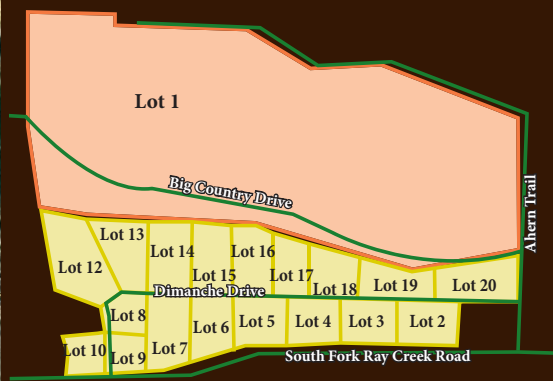 Lot 1
Big Country Drive
Ahern Trail
Lot 13
Lot 14
Lot 16
Lot 12
Lot 15
Lot 17
Lot 18
Lot 19
Lot 20
Dimanche Drive
Lot 8
Lot 6
Lot 5
Lot 4
Lot 3
Lot 2
Lot 10
Lot 9
Lot 7
South Fork Ray Creek Road